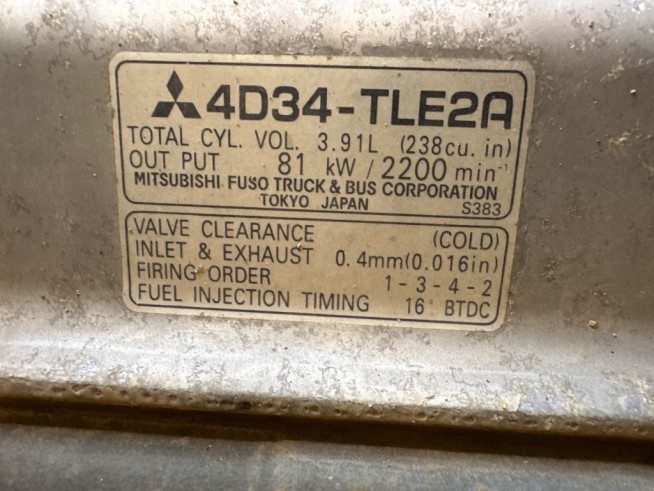 4D34-TLE2A
TOTAL CYL. VOL. 3.91L (238cu. in)
OUT PUT 81 kW / 2200 min⁻¹
MITSUBISHI FUSO TRUCK & BUS CORPORATION
TOKYO JAPAN S383
VALVE CLEARANCE (COLD)
INLET & EXHAUST 0.4mm(0.016in)
FIRING ORDER 1-3-4-2
FUEL INJECTION TIMING 16° BTDC